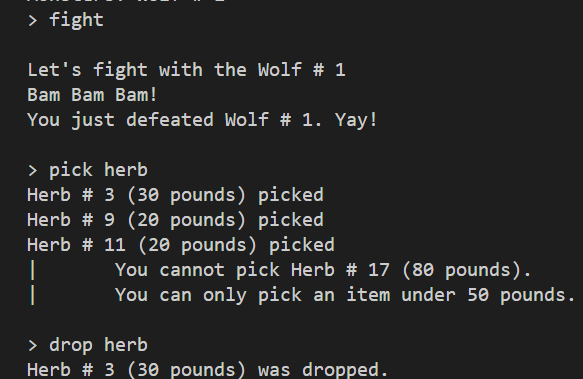 > fight
Let's fight with the Wolf # 1
Bam Bam Bam!
You just defeated Wolf # 1. Yay!
> pick herb
Herb # 3 (30 pounds) picked
Herb # 9 (20 pounds) picked
Herb # 11 (20 pounds) picked
| You cannot pick Herb # 17 (80 pounds).
| You can only pick an item under 50 pounds.
> drop herb
Herb # 3 (30 pounds) was dropped.